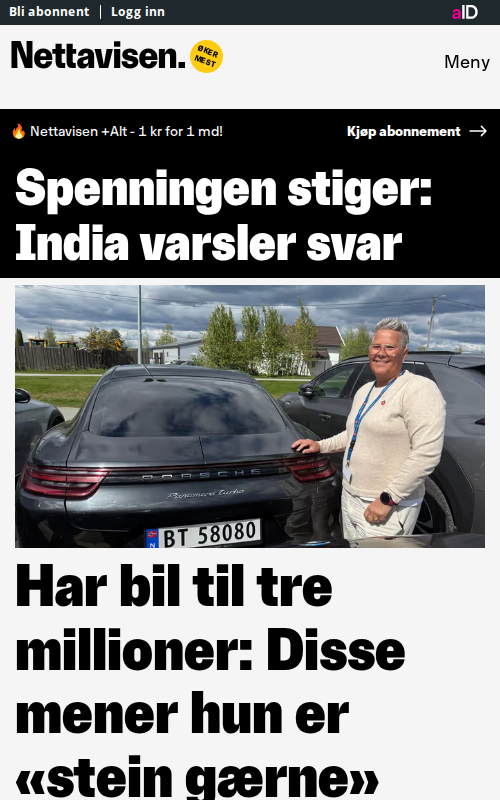 Bli abonnent | Logg inn
aID
Nettavisen.
ØKER
MEST
Meny
🔥 Nettavisen +Alt - 1 kr for 1 md!
Kjøp abonnement →
Spenningen stiger:
India varsler svar
PORSCHE
Panamera Turbo
BT 58080
Har bil til tre
millioner: Disse
mener hun er
«stein gærne»